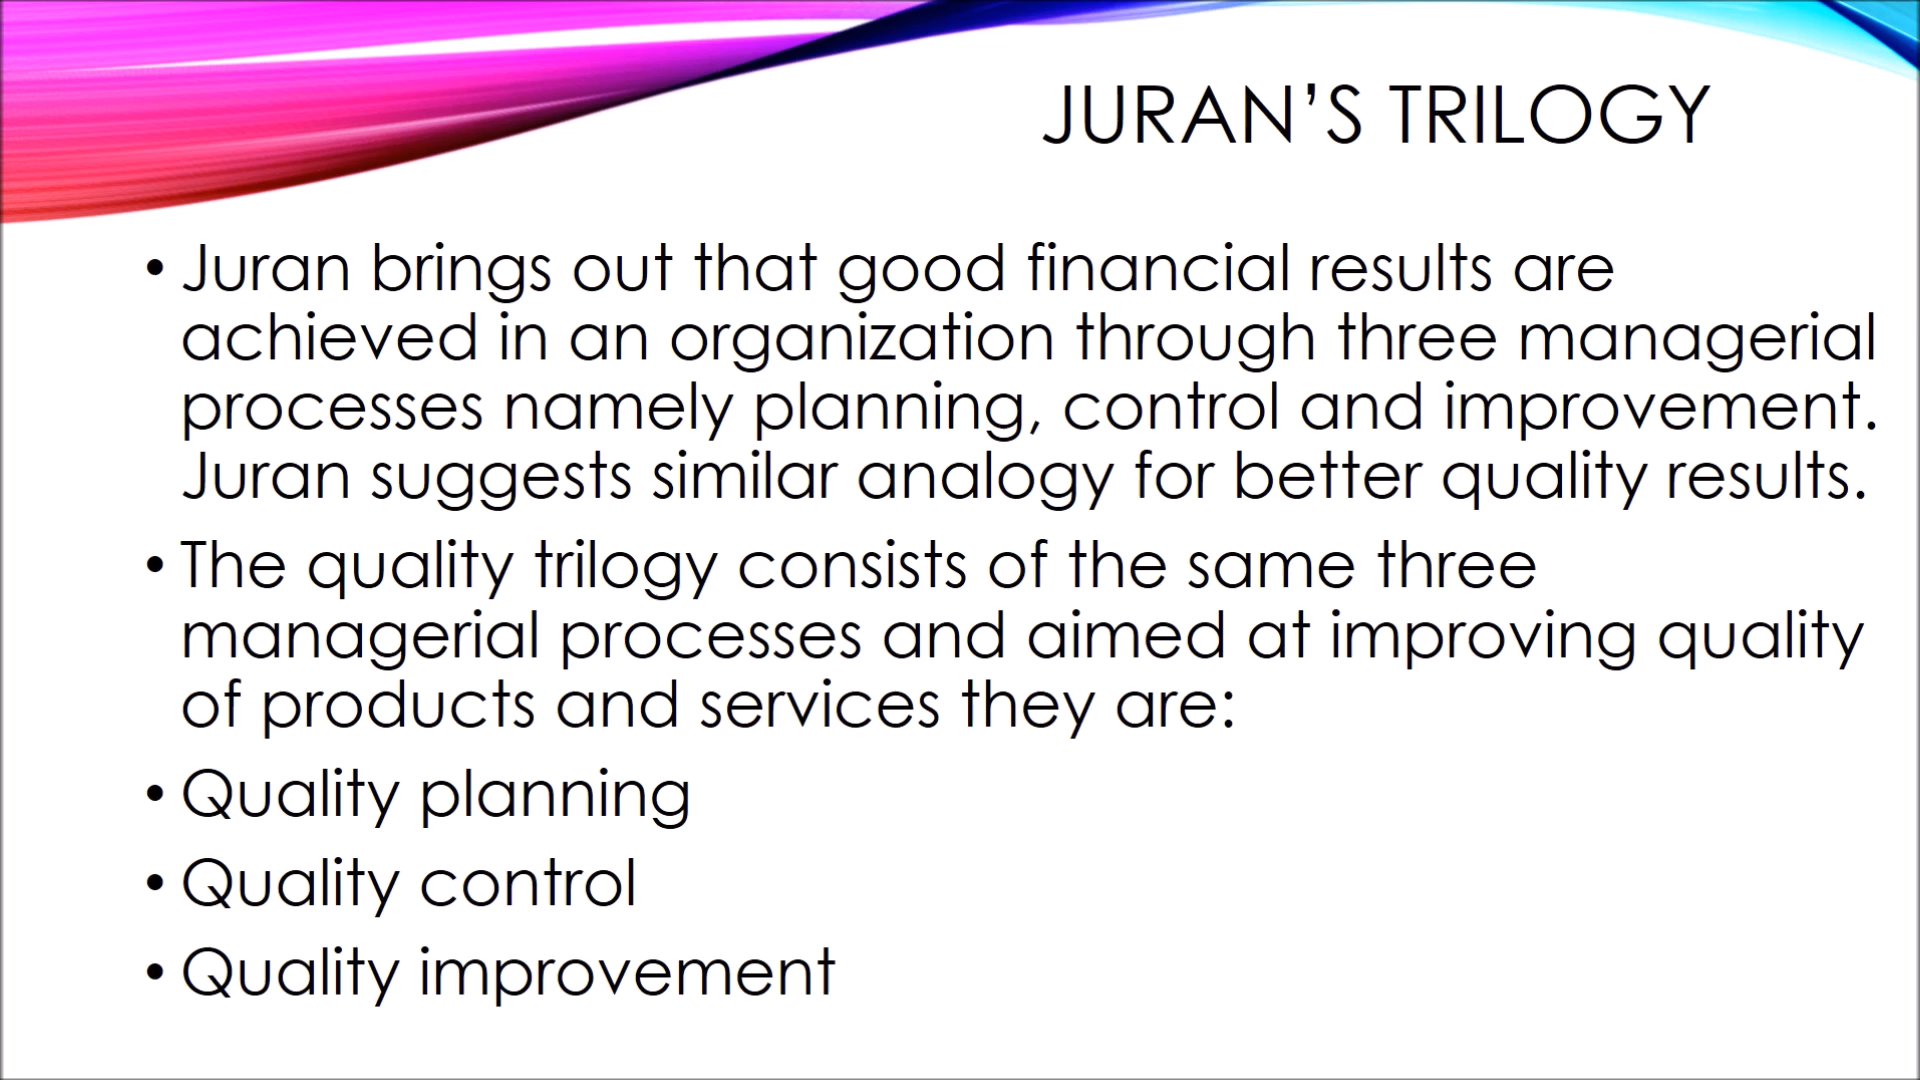 JURAN’S TRILOGY
• Juran brings out that good financial results are
achieved in an organization through three managerial
processes namely planning, control and improvement.
Juran suggests similar analogy for better quality results.
• The quality trilogy consists of the same three
managerial processes and aimed at improving quality
of products and services they are:
• Quality planning
• Quality control
• Quality improvement